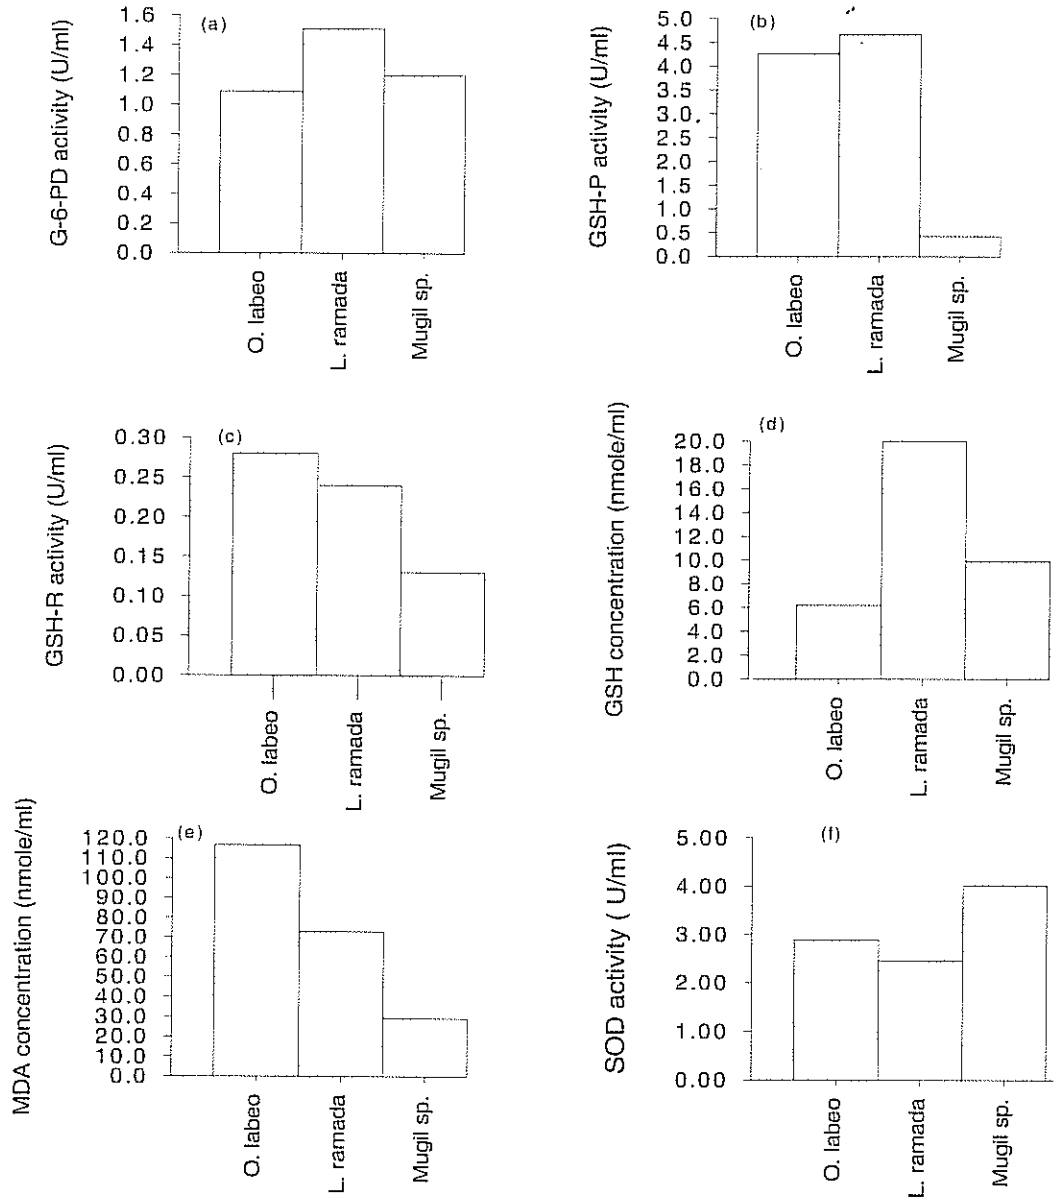 (a)
G-6-PD activity (U/ml)
1.6
1.4
1.2
1.0
0.8
0.6
0.4
0.2
0.0
O. labeo
L. ramada
Mugil sp.
(b)
GSH-P activity (U/ml)
5.0
4.5
4.0
3.5
3.0
2.5
2.0
1.5
1.0
0.5
0.0
O. labeo
L. ramada
Mugil sp.
(c)
GSH-R activity (U/ml)
0.30
0.25
0.20
0.15
0.10
0.05
0.00
O. labeo
L. ramada
Mugil sp.
(d)
GSH concentration (nmole/ml)
20.0
18.0
16.0
14.0
12.0
10.0
8.0
6.0
4.0
2.0
0.0
O. labeo
L. ramada
Mugil sp.
(e)
MDA concentration (nmole/ml)
120.0
110.0
100.0
90.0
80.0
70.0
60.0
50.0
40.0
30.0
20.0
10.0
0.0
O. labeo
L. ramada
Mugil sp.
(f)
SOD activity ( U/ml)
5.00
4.00
3.00
2.00
1.00
0.00
O. labeo
L. ramada
Mugil sp.